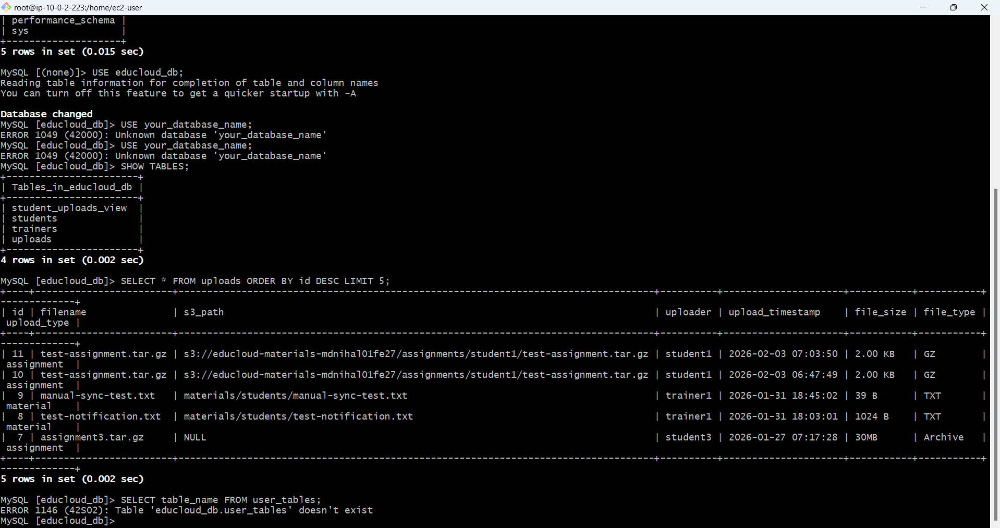 root@ip-10-0-2-223:/home/ec2-user
| performance_schema |
| sys                |
+--------------------+
5 rows in set (0.015 sec)
MySQL [(none)]> USE educloud_db;
Reading table information for completion of table and column names
You can turn off this feature to get a quicker startup with -A
Database changed
MySQL [educloud_db]> USE your_database_name;
ERROR 1049 (42000): Unknown database 'your_database_name'
MySQL [educloud_db]> USE your_database_name;
ERROR 1049 (42000): Unknown database 'your_database_name'
MySQL [educloud_db]> SHOW TABLES;
+-----------------------+
| Tables_in_educloud_db |
+-----------------------+
| student_uploads_view  |
| students              |
| trainers              |
| uploads               |
+-----------------------+
4 rows in set (0.002 sec)
MySQL [educloud_db]> SELECT * FROM uploads ORDER BY id DESC LIMIT 5;
+----+------------------------+-----------------------------------------------------------------------------------+----------+---------------------+-----------+-----------+
-------------+
| id | filename               | s3_path                                                                           | uploader | upload_timestamp    | file_size | file_type |
 upload_type |
+----+------------------------+-----------------------------------------------------------------------------------+----------+---------------------+-----------+-----------+
-------------+
| 11 | test-assignment.tar.gz | s3://educloud-materials-mdnihal01fe27/assignments/student1/test-assignment.tar.gz | student1 | 2026-02-03 07:03:50 | 2.00 KB   | GZ        |
 assignment  |
| 10 | test-assignment.tar.gz | s3://educloud-materials-mdnihal01fe27/assignments/student1/test-assignment.tar.gz | student1 | 2026-02-03 06:47:49 | 2.00 KB   | GZ        |
 assignment  |
|  9 | manual-sync-test.txt   | materials/students/manual-sync-test.txt                                           | trainer1 | 2026-01-31 18:45:02 | 39 B      | TXT       |
 material    |
|  8 | test-notification.txt  | materials/students/test-notification.txt                                          | trainer1 | 2026-01-31 18:03:01 | 1024 B    | TXT       |
 material    |
|  7 | assignment3.tar.gz     | NULL                                                                              | student3 | 2026-01-27 07:17:28 | 30MB      | Archive   |
 assignment  |
+----+------------------------+-----------------------------------------------------------------------------------+----------+---------------------+-----------+-----------+
-------------+
5 rows in set (0.002 sec)
MySQL [educloud_db]> SELECT table_name FROM user_tables;
ERROR 1146 (42S02): Table 'educloud_db.user_tables' doesn't exist
MySQL [educloud_db]>